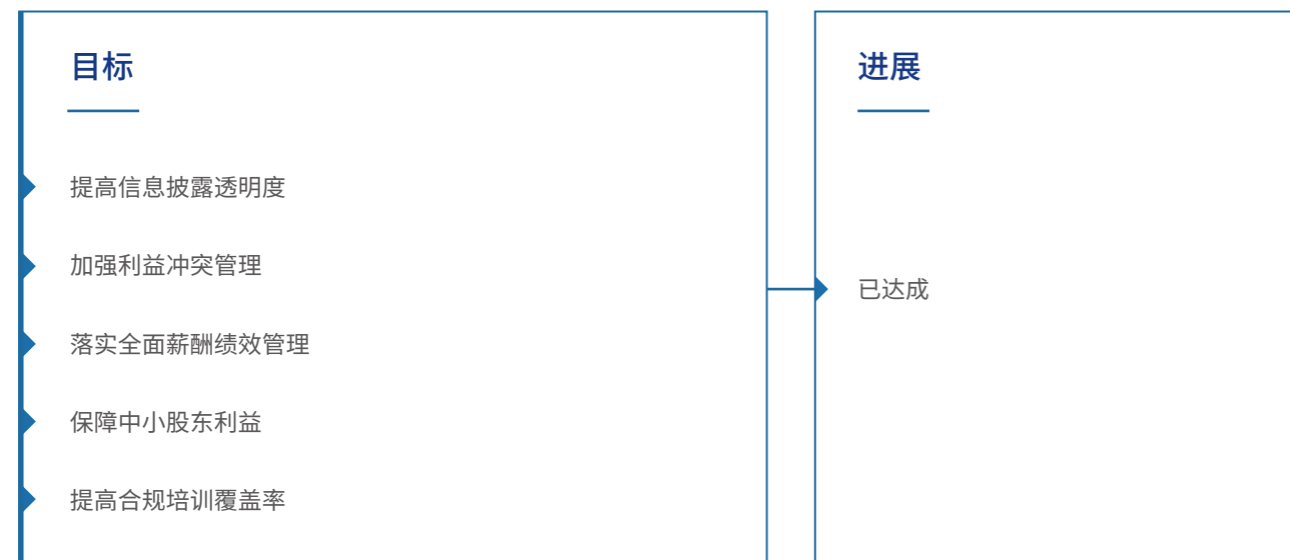 目标
提高信息披露透明度
加强利益冲突管理
落实全面薪酬绩效管理
保障中小股东利益
提高合规培训覆盖率
进展
已达成